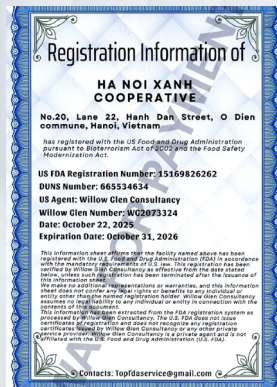 Registration Information of
HA NOI XANH
COOPERATIVE
No.20, Lane 22, Hanh Dan Street, O Dien
commune, Hanoi, Vietnam
has registered with the US Food and Drug Administration
pursuant to Bioterrorism Act of 2002 and the Food Safety
Modernization Act.
US FDA Registration Number: 15169826262
DUNS Number: 665534634
US Agent: Willow Glen Consultancy
Willow Glen Number: WG2073324
Date: October 22, 2025
Expiration Date: October 31, 2026
This information sheet affirms that the facility named above has been
registered with the U.S. Food and Drug Administration (FDA) in accordance
with the mandatory requirements of U.S. law. This registration has been
verified by Willow Glen Consultancy as effective from the date stated
below, unless such registration has been terminated after the issuance of
this information sheet.
We make no additional representations or warranties, and this information
sheet does not confer any legal rights or benefits to any individual or
entity other than the named registration holder. Willow Glen Consultancy
assumes no legal liability to any individual or entity in connection with the
contents of this document.
This information has been extracted from the FDA registration system as
processed by Willow Glen Consultancy. The U.S. FDA does not issue
certificates of registration and does not recognize any registration
certificates issued by Willow Glen Consultancy or any other private
service provider. Willow Glen Consultancy is a private agent and is not
affiliated with the U.S. Food and Drug Administration (U.S. FDA).
Contacts: Topfdaservice@gmail.com